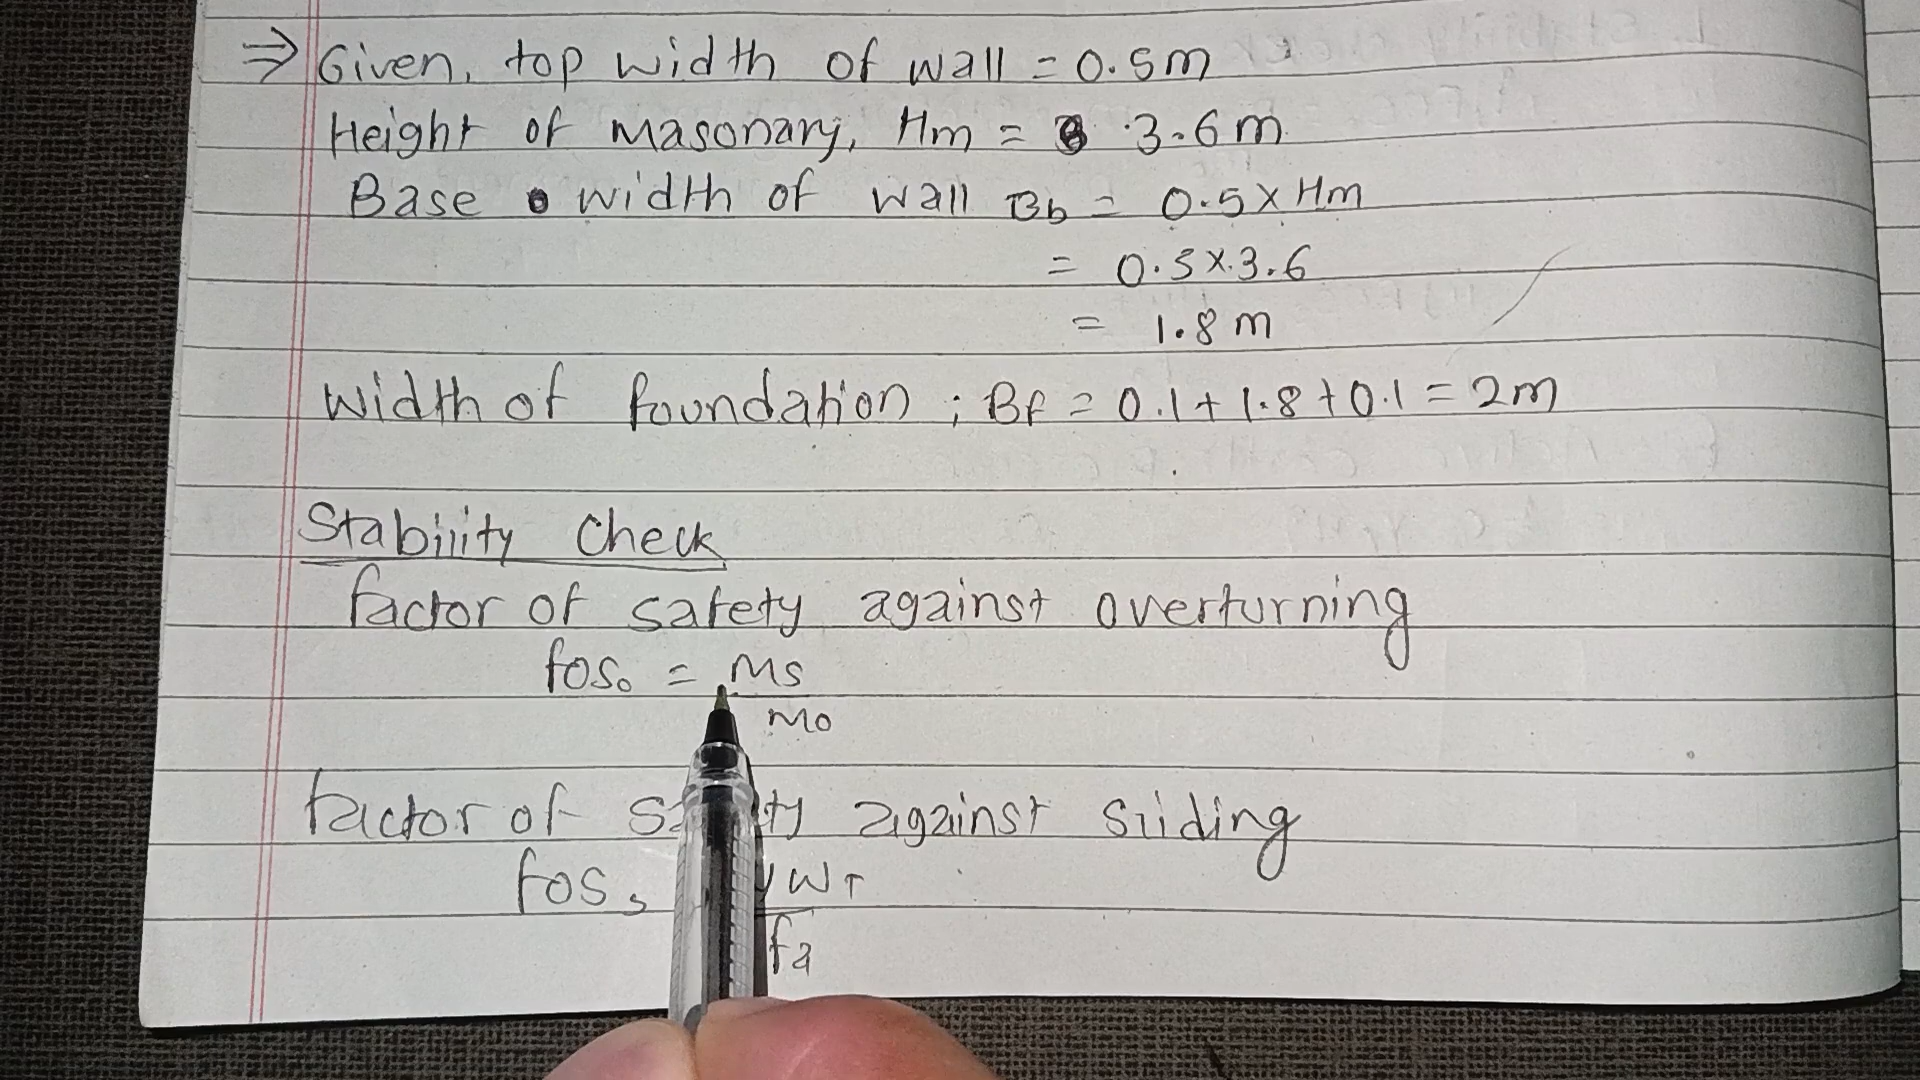 ⇒ Given, top width of wall = 0.5m
Height of masonary, Hm = 3.6m
Base width of wall Bb = 0.5 x Hm
= 0.5 x 3.6
= 1.8 m
Width of foundation ; Bf = 0.1 + 1.8 + 0.1 = 2m
Stability Check
factor of safety against overturning
fos₀ = Ms
Mo
factor of against sliding
fosₛ WT
fa